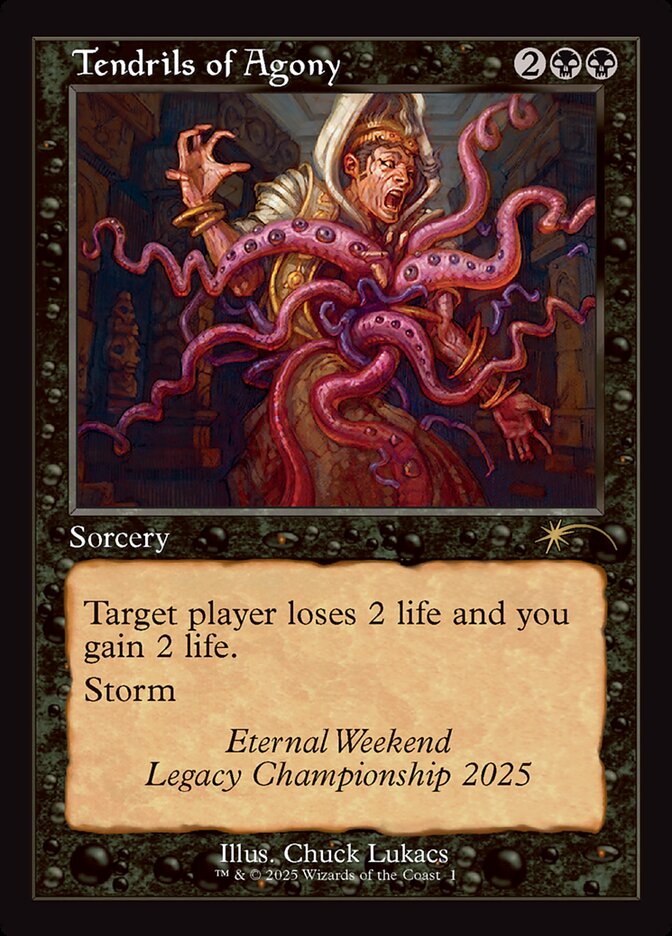 Tendrils of Agony 2
Sorcery
Target player loses 2 life and you
gain 2 life.
Storm
Eternal Weekend
Legacy Championship 2025
Illus. Chuck Lukacs
™ & © 2025 Wizards of the Coast 1